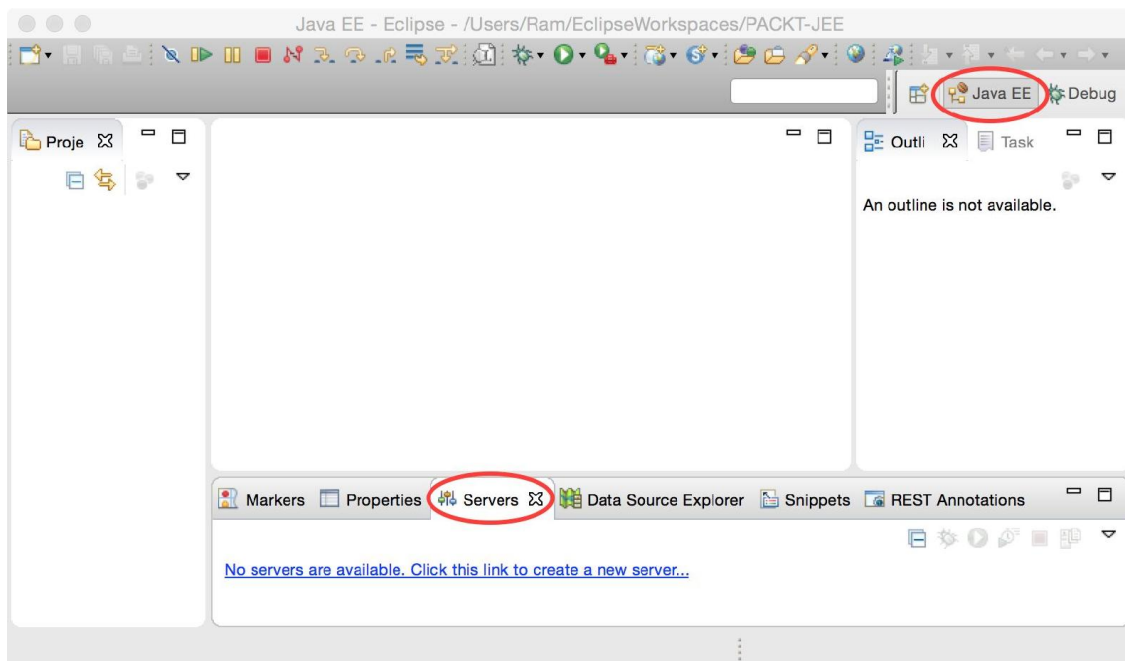 Java EE - Eclipse - /Users/Ram/EclipseWorkspaces/PACKT-JEE
Java EE Debug
Proje
Outli Task
An outline is not available.
Markers Properties Servers Data Source Explorer Snippets REST Annotations
No servers are available. Click this link to create a new server...